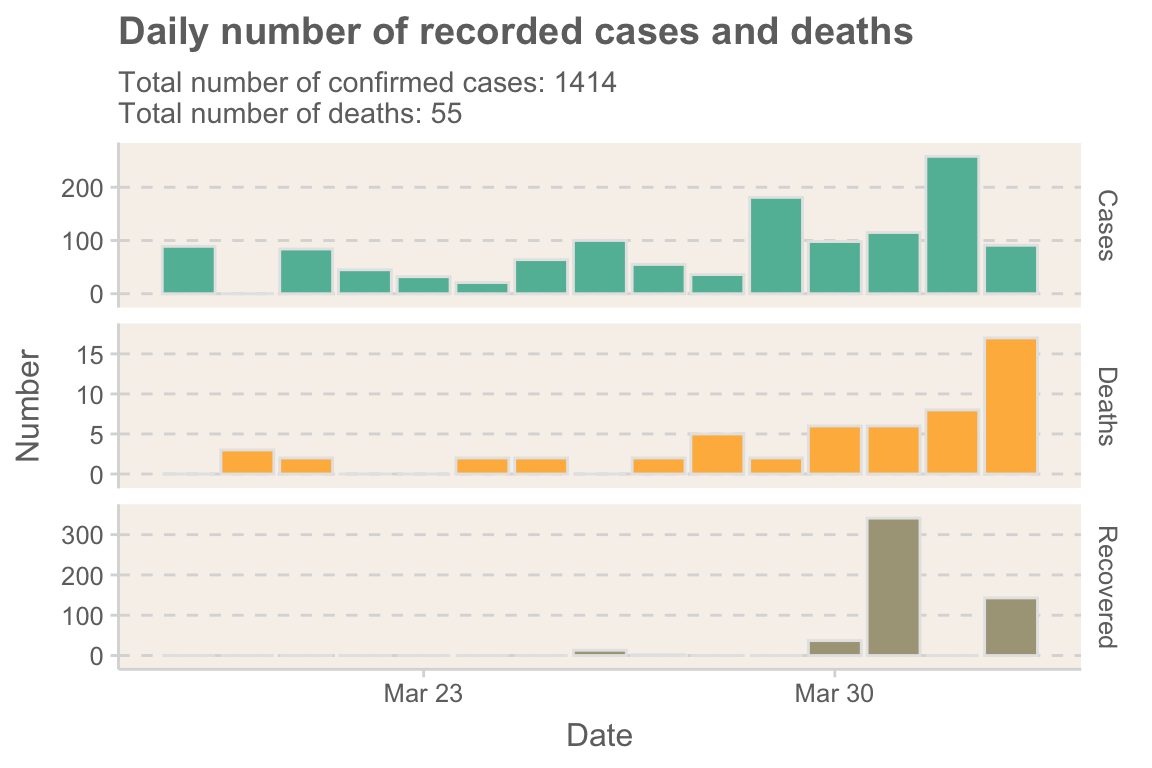 Daily number of recorded cases and deaths
Total number of confirmed cases: 1414
Total number of deaths: 55
200
100
0
Cases
15
10
5
0
Deaths
300
200
100
0
Recovered
Number
Mar 23
Mar 30
Date